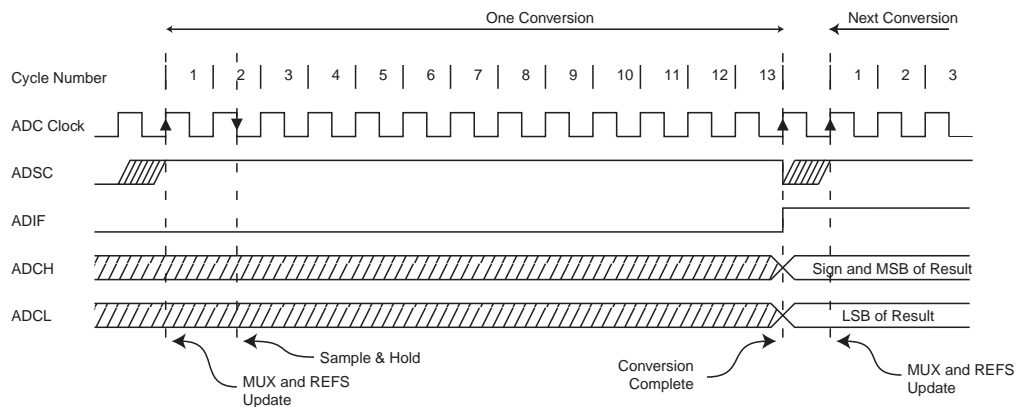 One Conversion
Next Conversion
Cycle Number
1 2 3 4 5 6 7 8 9 10 11 12 13 1 2 3
ADC Clock
ADSC
ADIF
ADCH
Sign and MSB of Result
ADCL
LSB of Result
Sample & Hold
MUX and REFS
Update
Conversion
Complete
MUX and REFS
Update